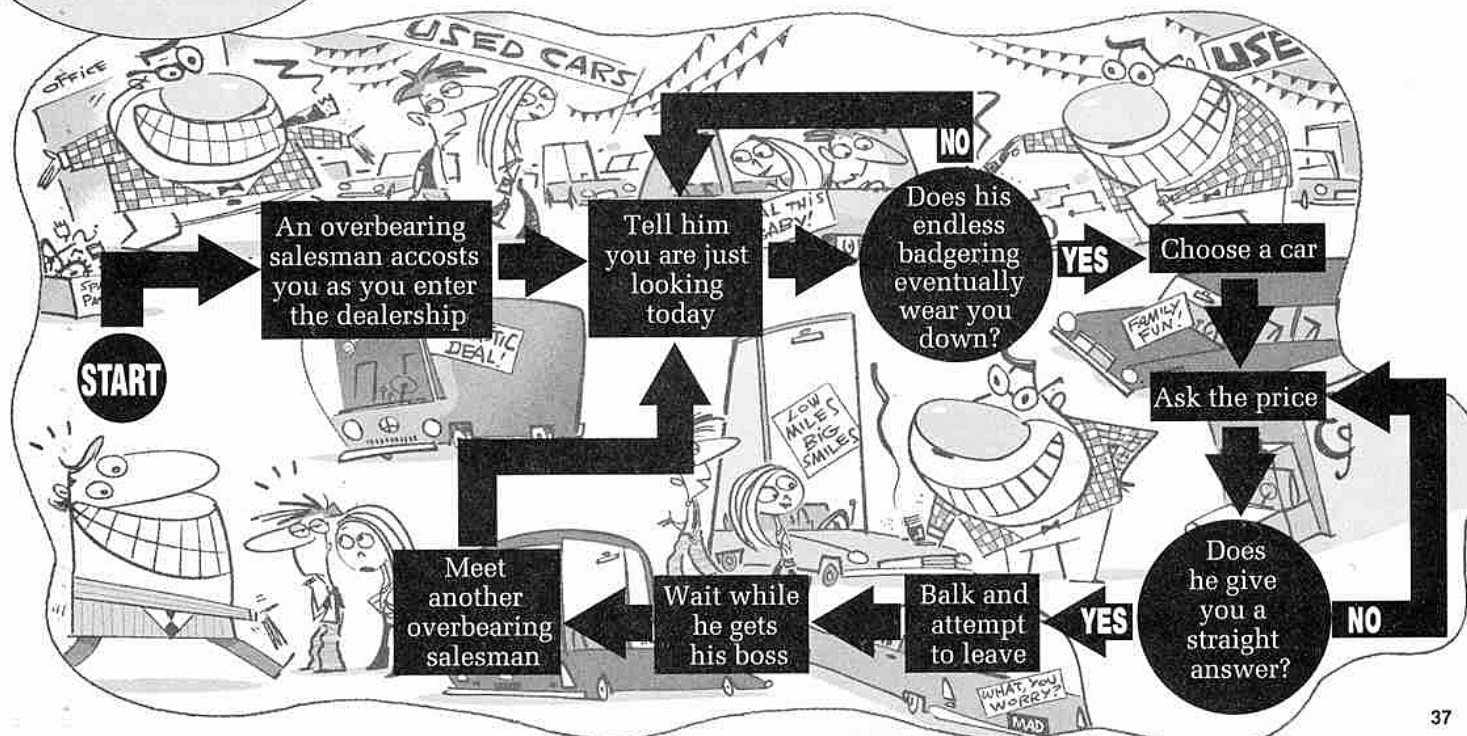 OFFICE
USED CARS
USE
START
An overbearing
salesman accosts
you as you enter
the dealership
Tell him
you are just
looking
today
Does his
endless
badgering
eventually
wear you
down?
NO
YES
Choose a car
Ask the price
Does
he give
you a
straight
answer?
NO
YES
Balk and
attempt
to leave
Wait while
he gets
his boss
Meet
another
overbearing
salesman
DEAL!
THIS
FAMILY
FUN!
LOW
MILES
BIG
SMILES
WHAT, YOU
WORRY?
MAD
37